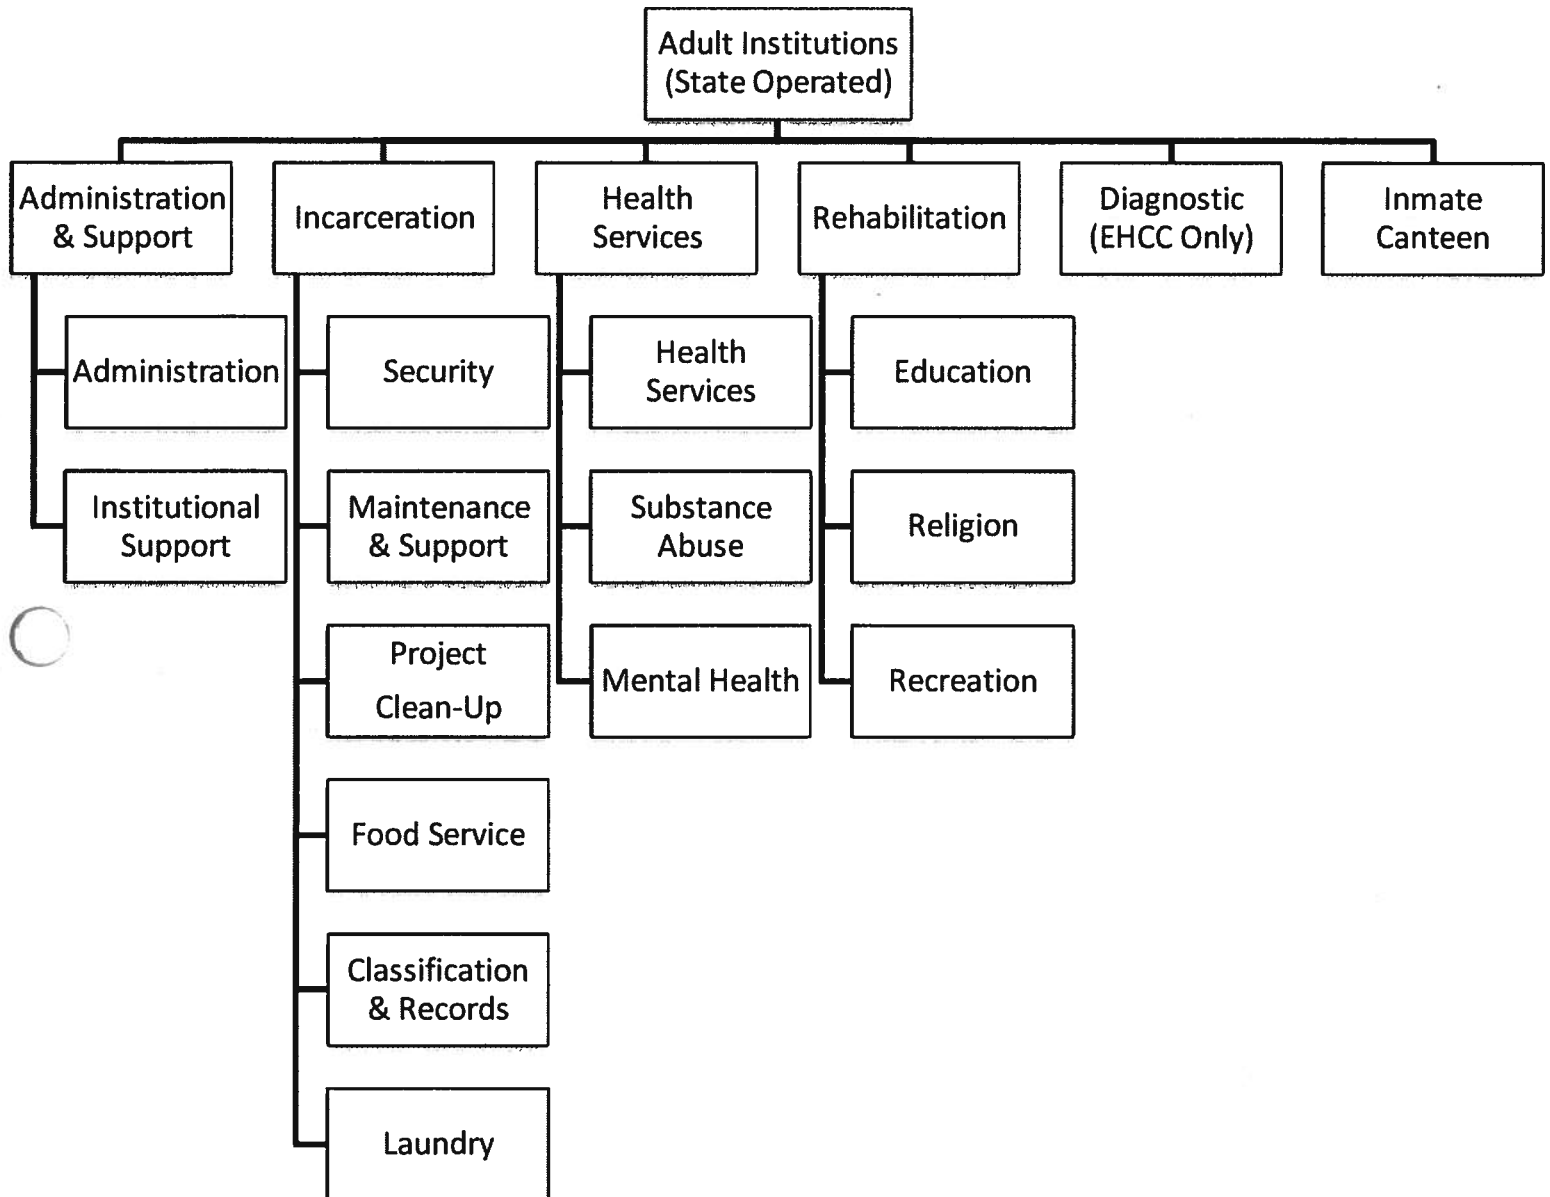 Adult Institutions
(State Operated)
Administration
& Support
Incarceration
Health
Services
Rehabilitation
Diagnostic
(EHCC Only)
Inmate
Canteen
Administration
Institutional
Support
Security
Maintenance
& Support
Project
Clean-Up
Food Service
Classification
& Records
Laundry
Health
Services
Substance
Abuse
Mental Health
Education
Religion
Recreation